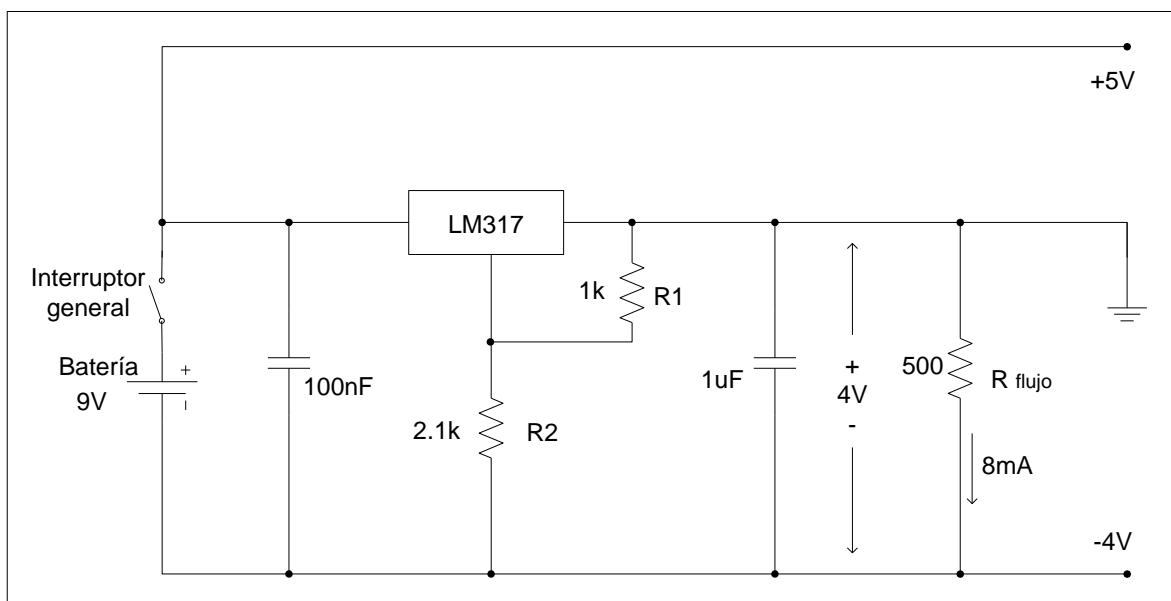 +5V
LM317
Interruptor
general
1k
R1
Batería
+
9V
-
100nF
2.1k
R2
1uF
+
4V
-
500
R flujo
8mA
-4V